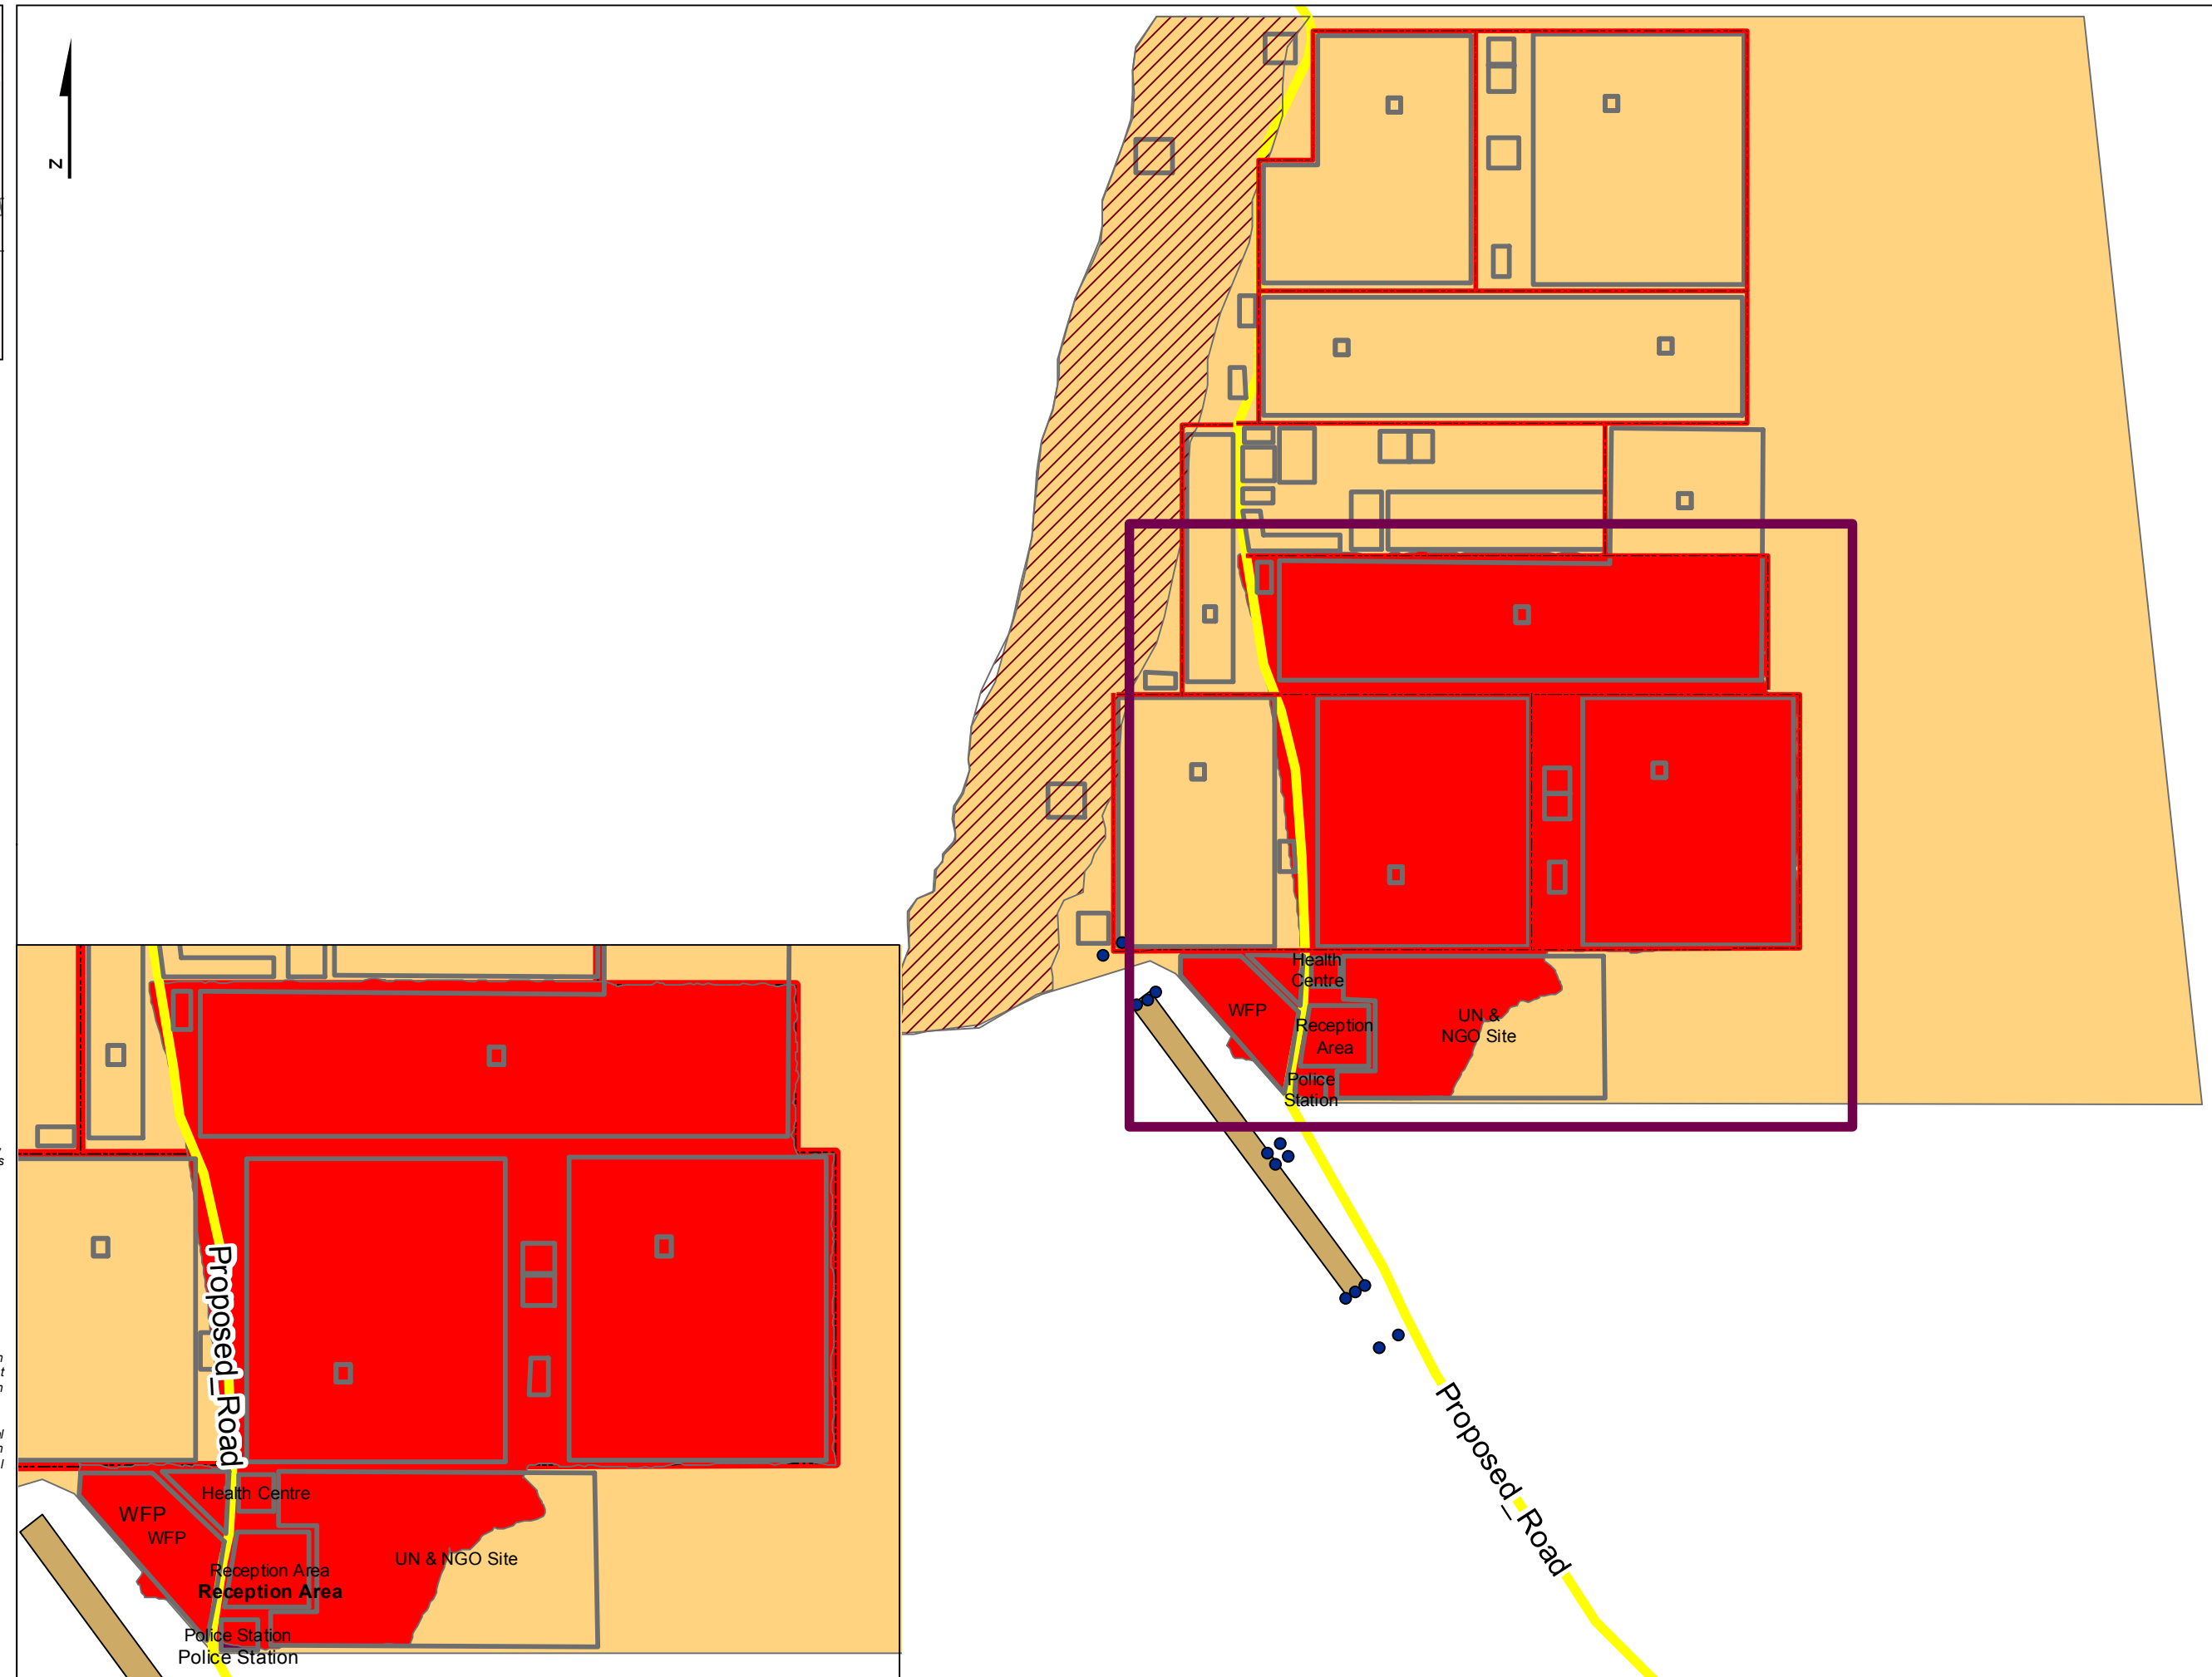 N
Health
Centre
WFP
Reception
Area
UN &
NGO Site
Police
Station
Proposed_Road
Proposed_Road
Health Centre
WFP
WFP
UN & NGO Site
Reception Area
Reception Area
Police Station
Police Station